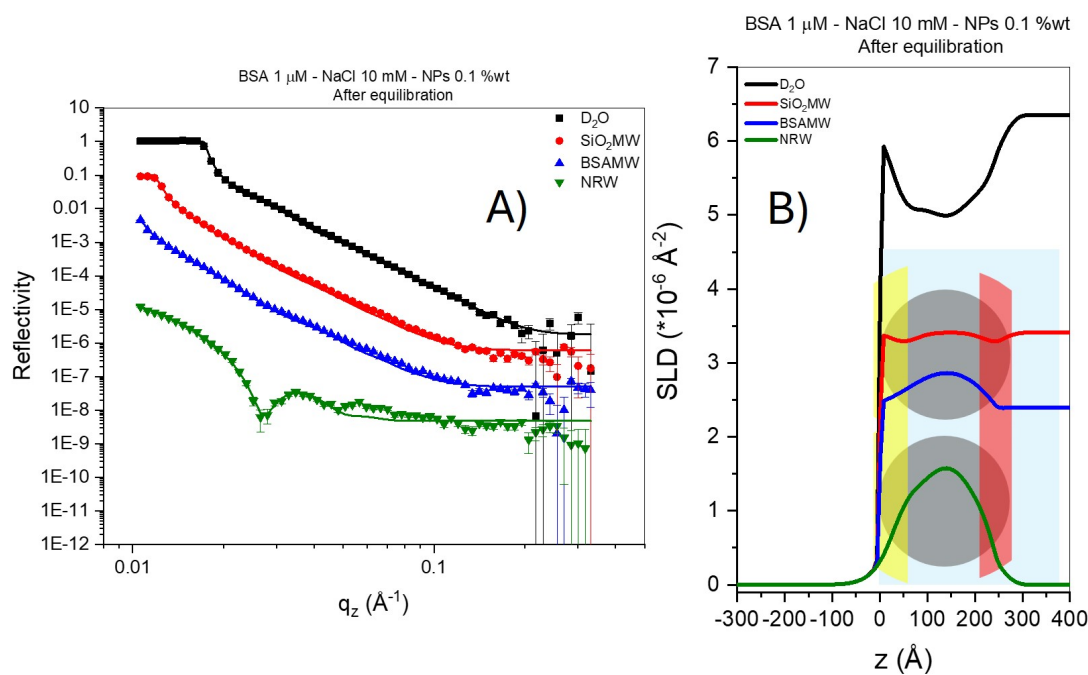 BSA 1 μM - NaCl 10 mM - NPs 0.1 %wt
After equilibration
10
1
0.1
0.01
1E-3
1E-4
1E-5
1E-6
1E-7
1E-8
1E-9
1E-10
1E-11
1E-12
Reflectivity
D₂O
SiO₂MW
BSAMW
NRW
A)
0.01
0.1
q_z (Å⁻¹)
BSA 1 μM - NaCl 10 mM - NPs 0.1 %wt
After equilibration
7
6
5
4
3
2
1
0
SLD (*10⁻⁶ Å⁻²)
D₂O
SiO₂MW
BSAMW
NRW
B)
-300
-200
-100
0
100
200
300
400
z (Å)